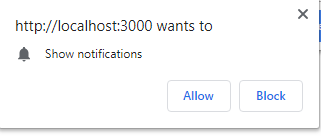 http://localhost:3000 wants to
Show notifications
Allow Block